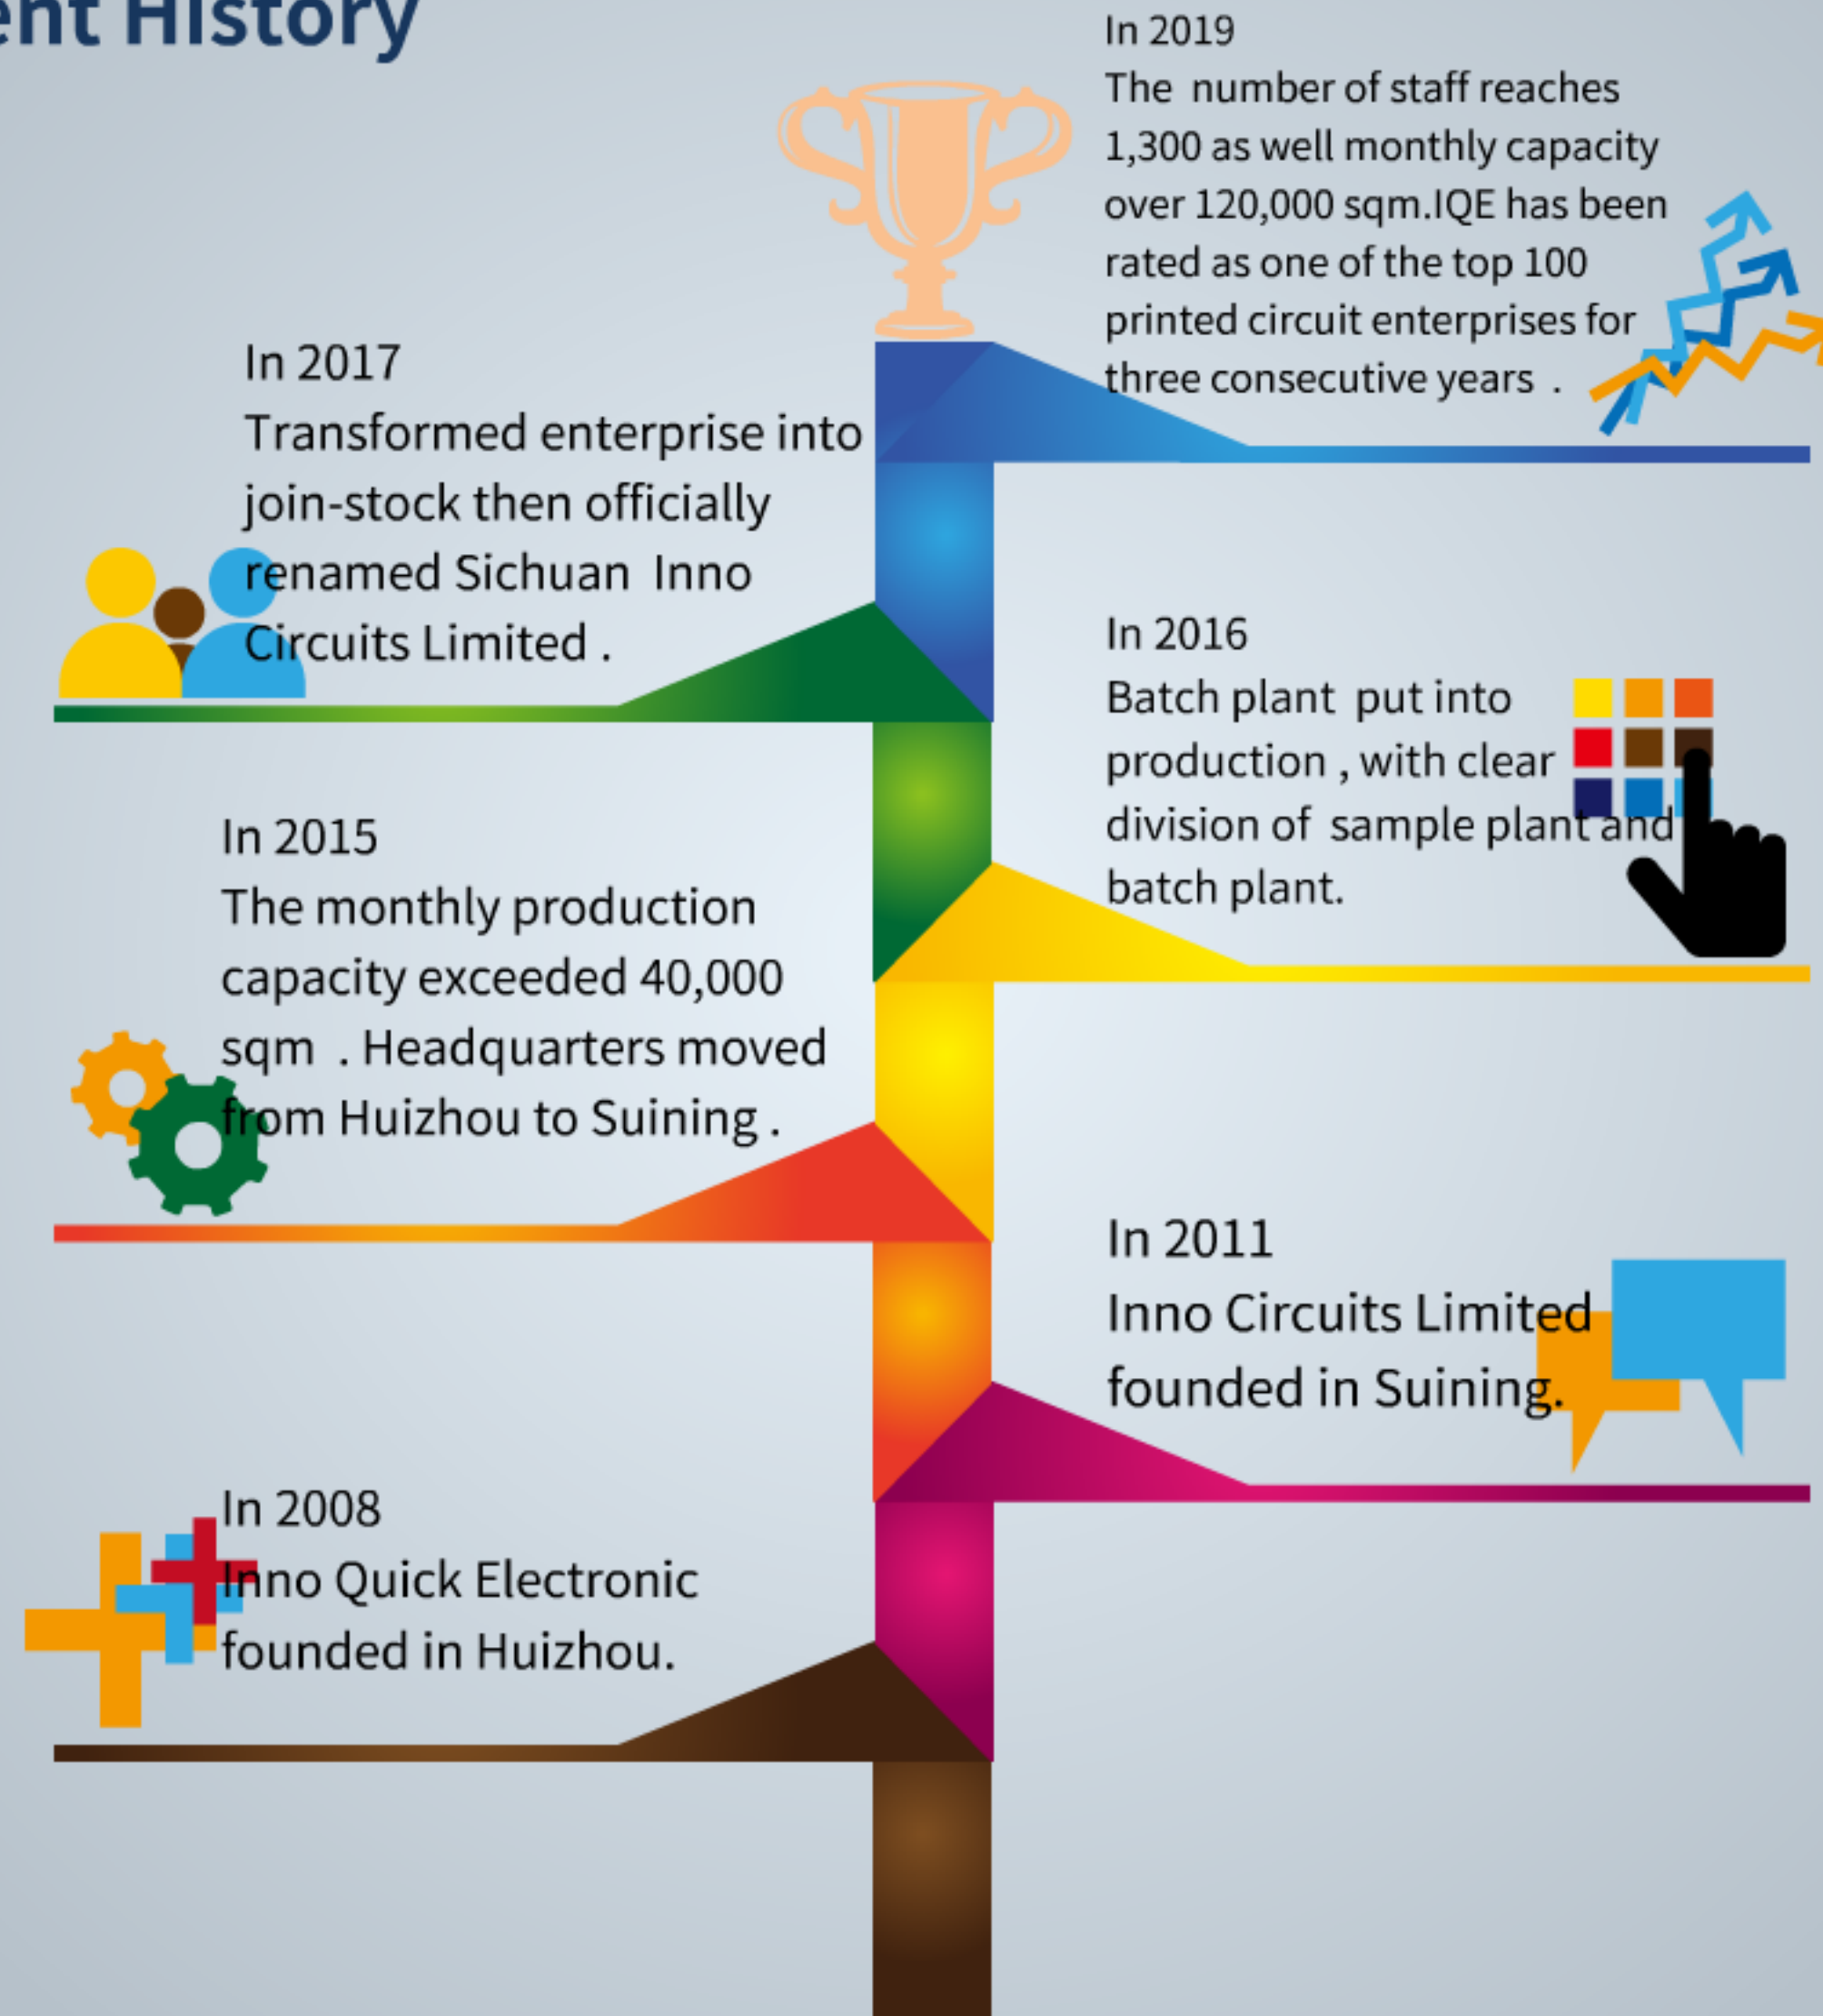 ent History
In 2019
The  number of staff reaches
1,300 as well monthly capacity
over 120,000 sqm.IQE has been
rated as one of the top 100
printed circuit enterprises for
three consecutive years  .
In 2017
Transformed enterprise into
join-stock then officially
renamed Sichuan  Inno
Circuits Limited .
In 2016
Batch plant  put into
production , with clear
division of  sample plant and
batch plant.
In 2015
The monthly production
capacity exceeded 40,000
sqm  . Headquarters moved
from Huizhou to Suining .
In 2011
Inno Circuits Limited
founded in Suining.
In 2008
Inno Quick Electronic
founded in Huizhou.